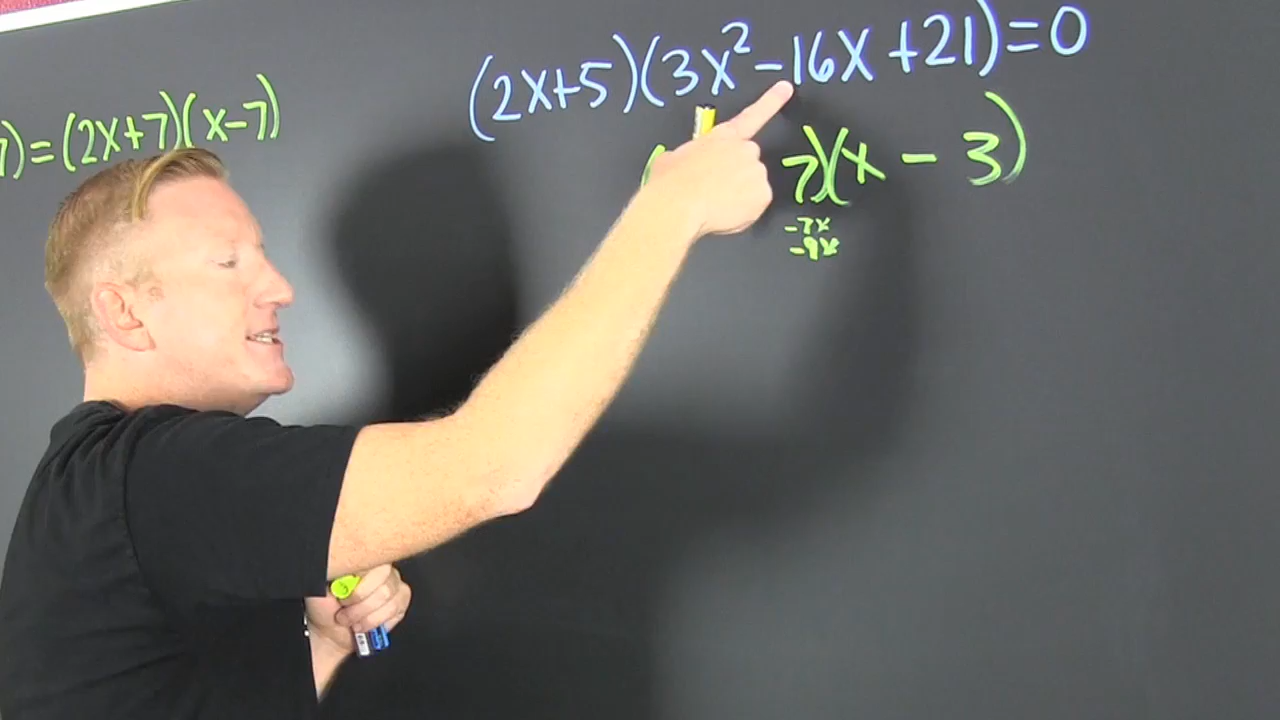 (2x+5)(3x²-16x+21)=0
7)=(2x+7)(x-7)
( 7)(x - 3)
-7x
-9x